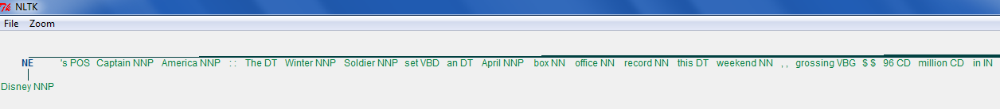 NLTK
File Zoom
NE 's POS Captain NNP America NNP : : The DT Winter NNP Soldier NNP set VBD an DT April NNP box NN office NN record NN this DT weekend NN , , grossing VBG $ $ 96 CD million CD in IN
Disney NNP